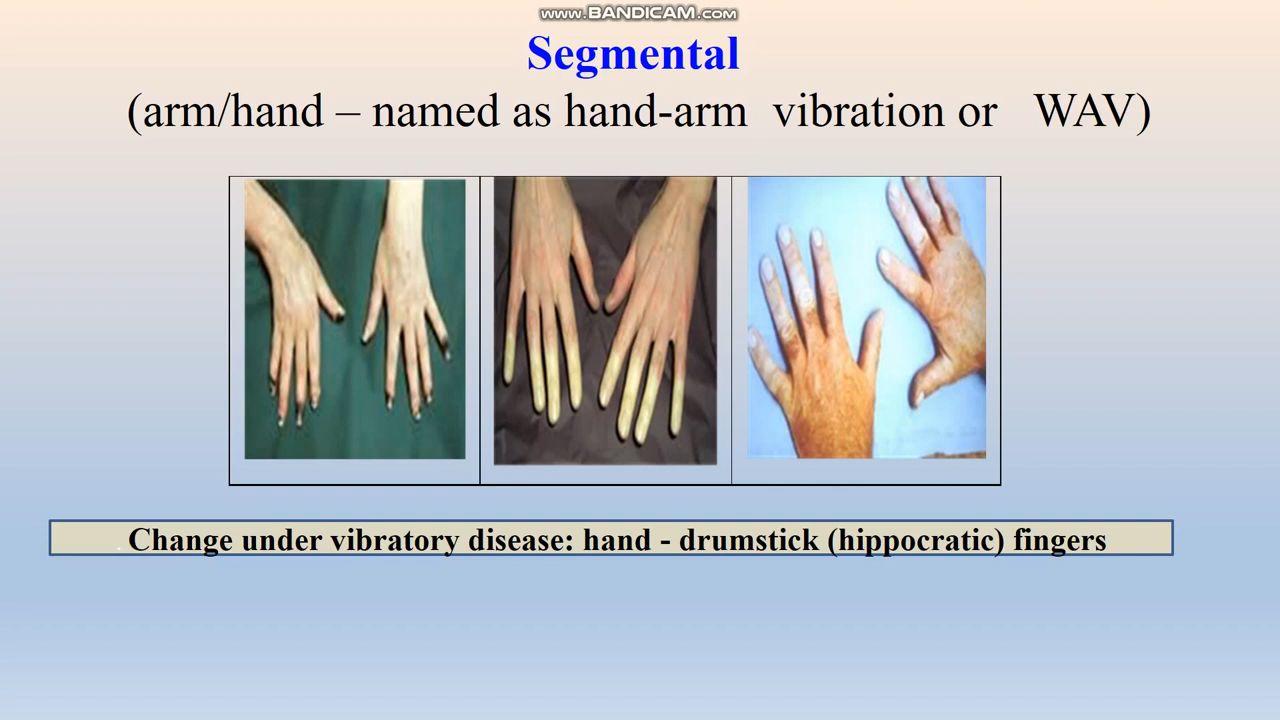 www.BANDICAM.com
Segmental
(arm/hand – named as hand-arm vibration or WAV)
Change under vibratory disease: hand - drumstick (hippocratic) fingers